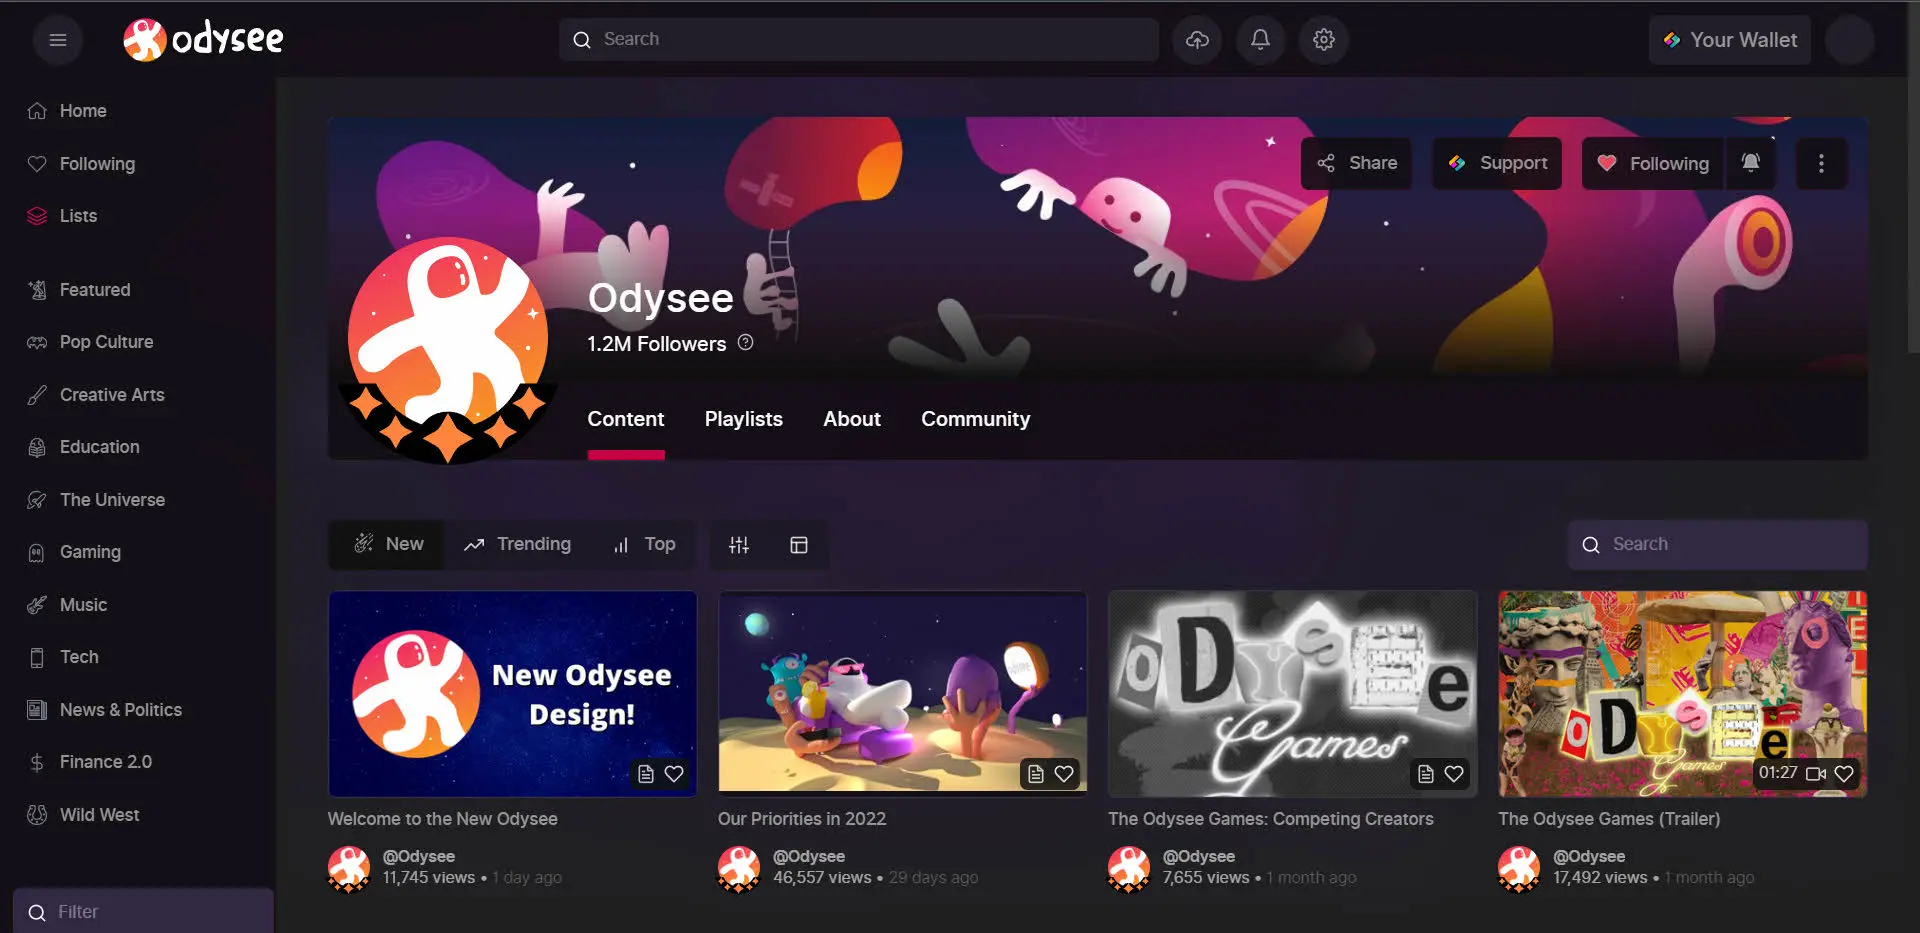 odysee
Search
Your Wallet
Home
Following
Lists
Featured
Pop Culture
Creative Arts
Education
The Universe
Gaming
Music
Tech
News & Politics
Finance 2.0
Wild West
Filter
Share
Support
Following
Odysee
1.2M Followers
Content
Playlists
About
Community
New
Trending
Top
Search
New Odysee
Design!
Welcome to the New Odysee
@Odysee
11,745 views • 1 day ago
Our Priorities in 2022
@Odysee
46,557 views • 29 days ago
ODYSEe
Games
The Odysee Games: Competing Creators
@Odysee
7,655 views • 1 month ago
ODYSEe
Games
01:27
The Odysee Games (Trailer)
@Odysee
17,492 views • 1 month ago